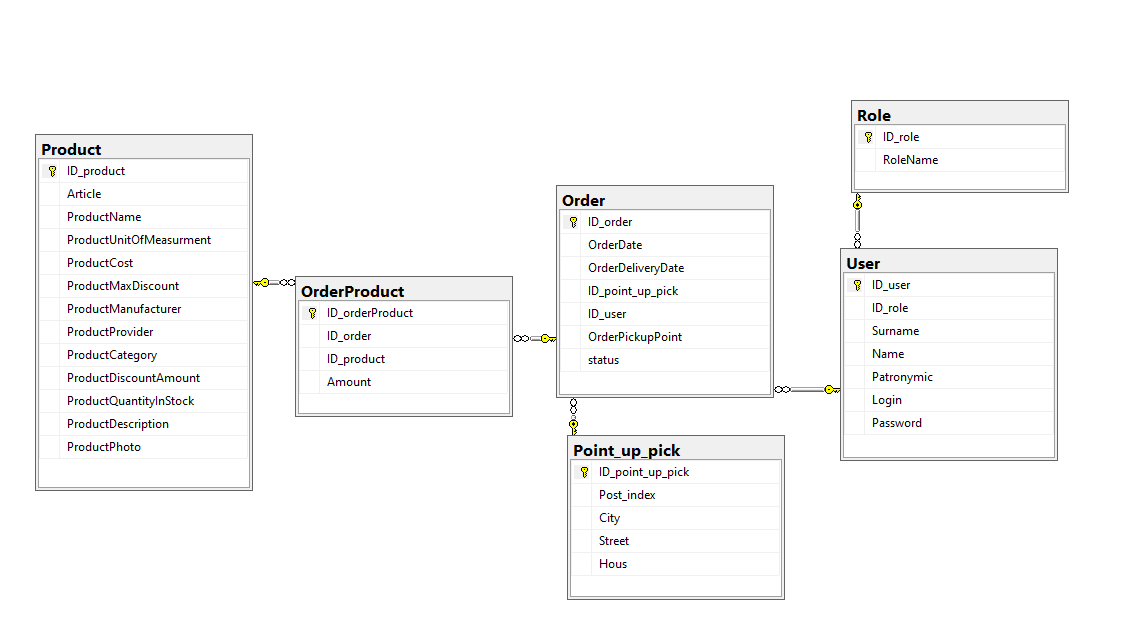 Product
ID_product
Article
ProductName
ProductUnitOfMeasurment
ProductCost
ProductMaxDiscount
ProductManufacturer
ProductProvider
ProductCategory
ProductDiscountAmount
ProductQuantityInStock
ProductDescription
ProductPhoto
OrderProduct
ID_orderProduct
ID_order
ID_product
Amount
Order
ID_order
OrderDate
OrderDeliveryDate
ID_point_up_pick
ID_user
OrderPickupPoint
status
Point_up_pick
ID_point_up_pick
Post_index
City
Street
Hous
Role
ID_role
RoleName
User
ID_user
ID_role
Surname
Name
Patronymic
Login
Password